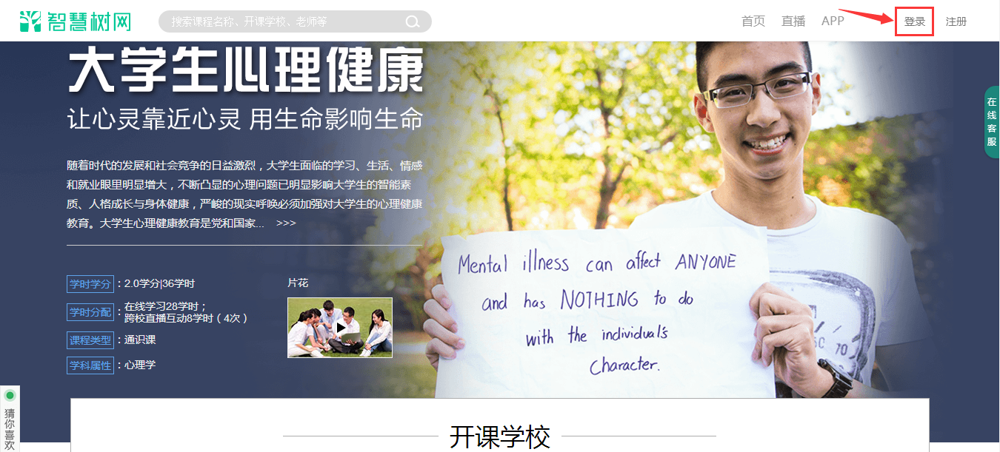 智慧树网
搜索课程名称、开课学校、老师等
首页
直播
APP
登录
注册
大学生心理健康
让心灵靠近心灵 用生命影响生命
随着时代的发展和社会竞争的日益激烈，大学生面临的学习、生活、情感
和就业眼里明显增大，不断凸显的心理问题已明显影响大学生的智能素
质、人格成长与身体健康，严峻的现实呼唤必须加强对大学生的心理健康
教育。大学生心理健康教育是党和国家... >>>
学时学分：2.0学分|36学时
学时分配：在线学习28学时；
跨校直播互动8学时（4次）
课程类型：通识课
学科属性：心理学
片花
Mental illness can affect ANYONE
and has NOTHING to do
with the individual's
Character.
在线客服
猜你喜欢
开课学校